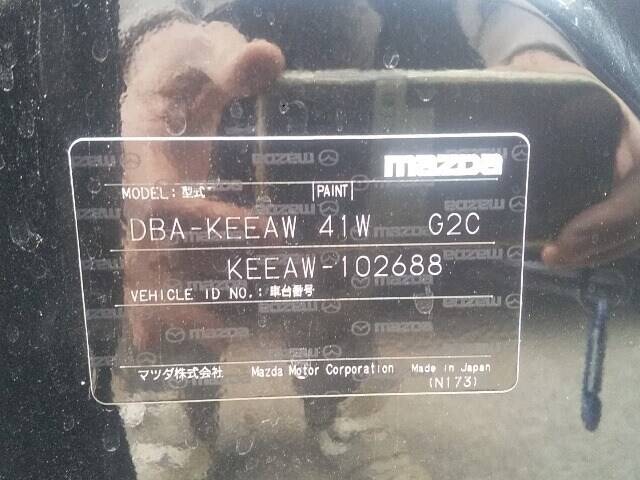 mazda
MODEL: 型式 PAINT
DBA-KEEAW 41W G2C
KEEAW-102688
VEHICLE ID NO.: 車台番号
マツダ株式会社 Mazda Motor Corporation Made in Japan
(N173)